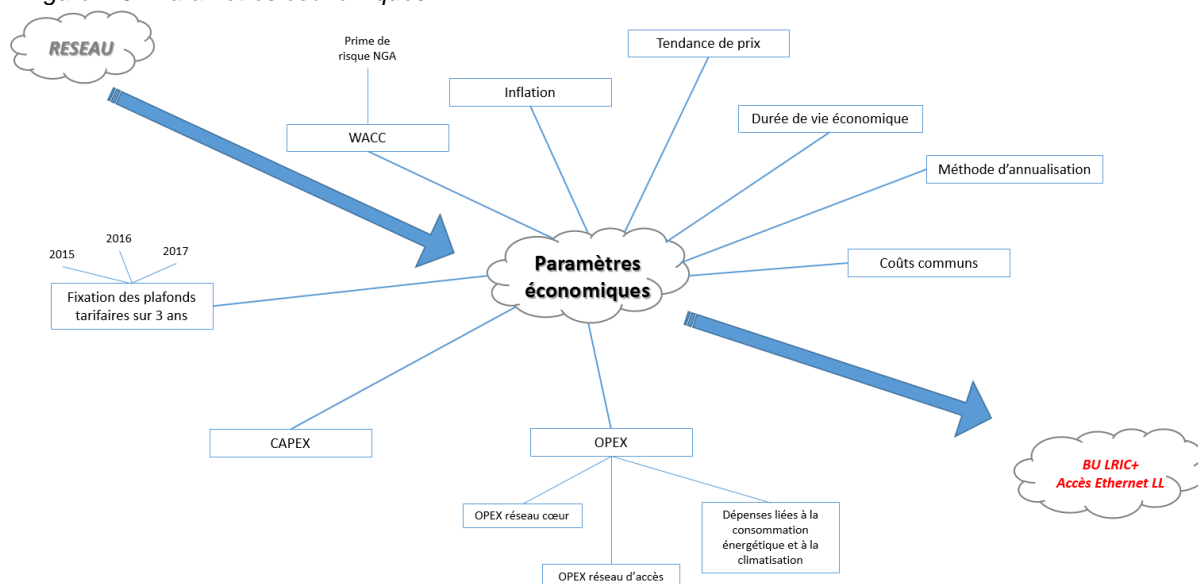 RESEAU
Prime de
risque NGA
Tendance de prix
Inflation
WACC
Durée de vie économique
Méthode d'annualisation
2015
2016
2017
Fixation des plafonds
tarifaires sur 3 ans
Paramètres
économiques
Coûts communs
CAPEX
OPEX
BU LRIC+
Accès Ethernet LL
OPEX réseau cœur
Dépenses liées à la
consommation
énergétique et à la
climatisation
OPEX réseau d'accès